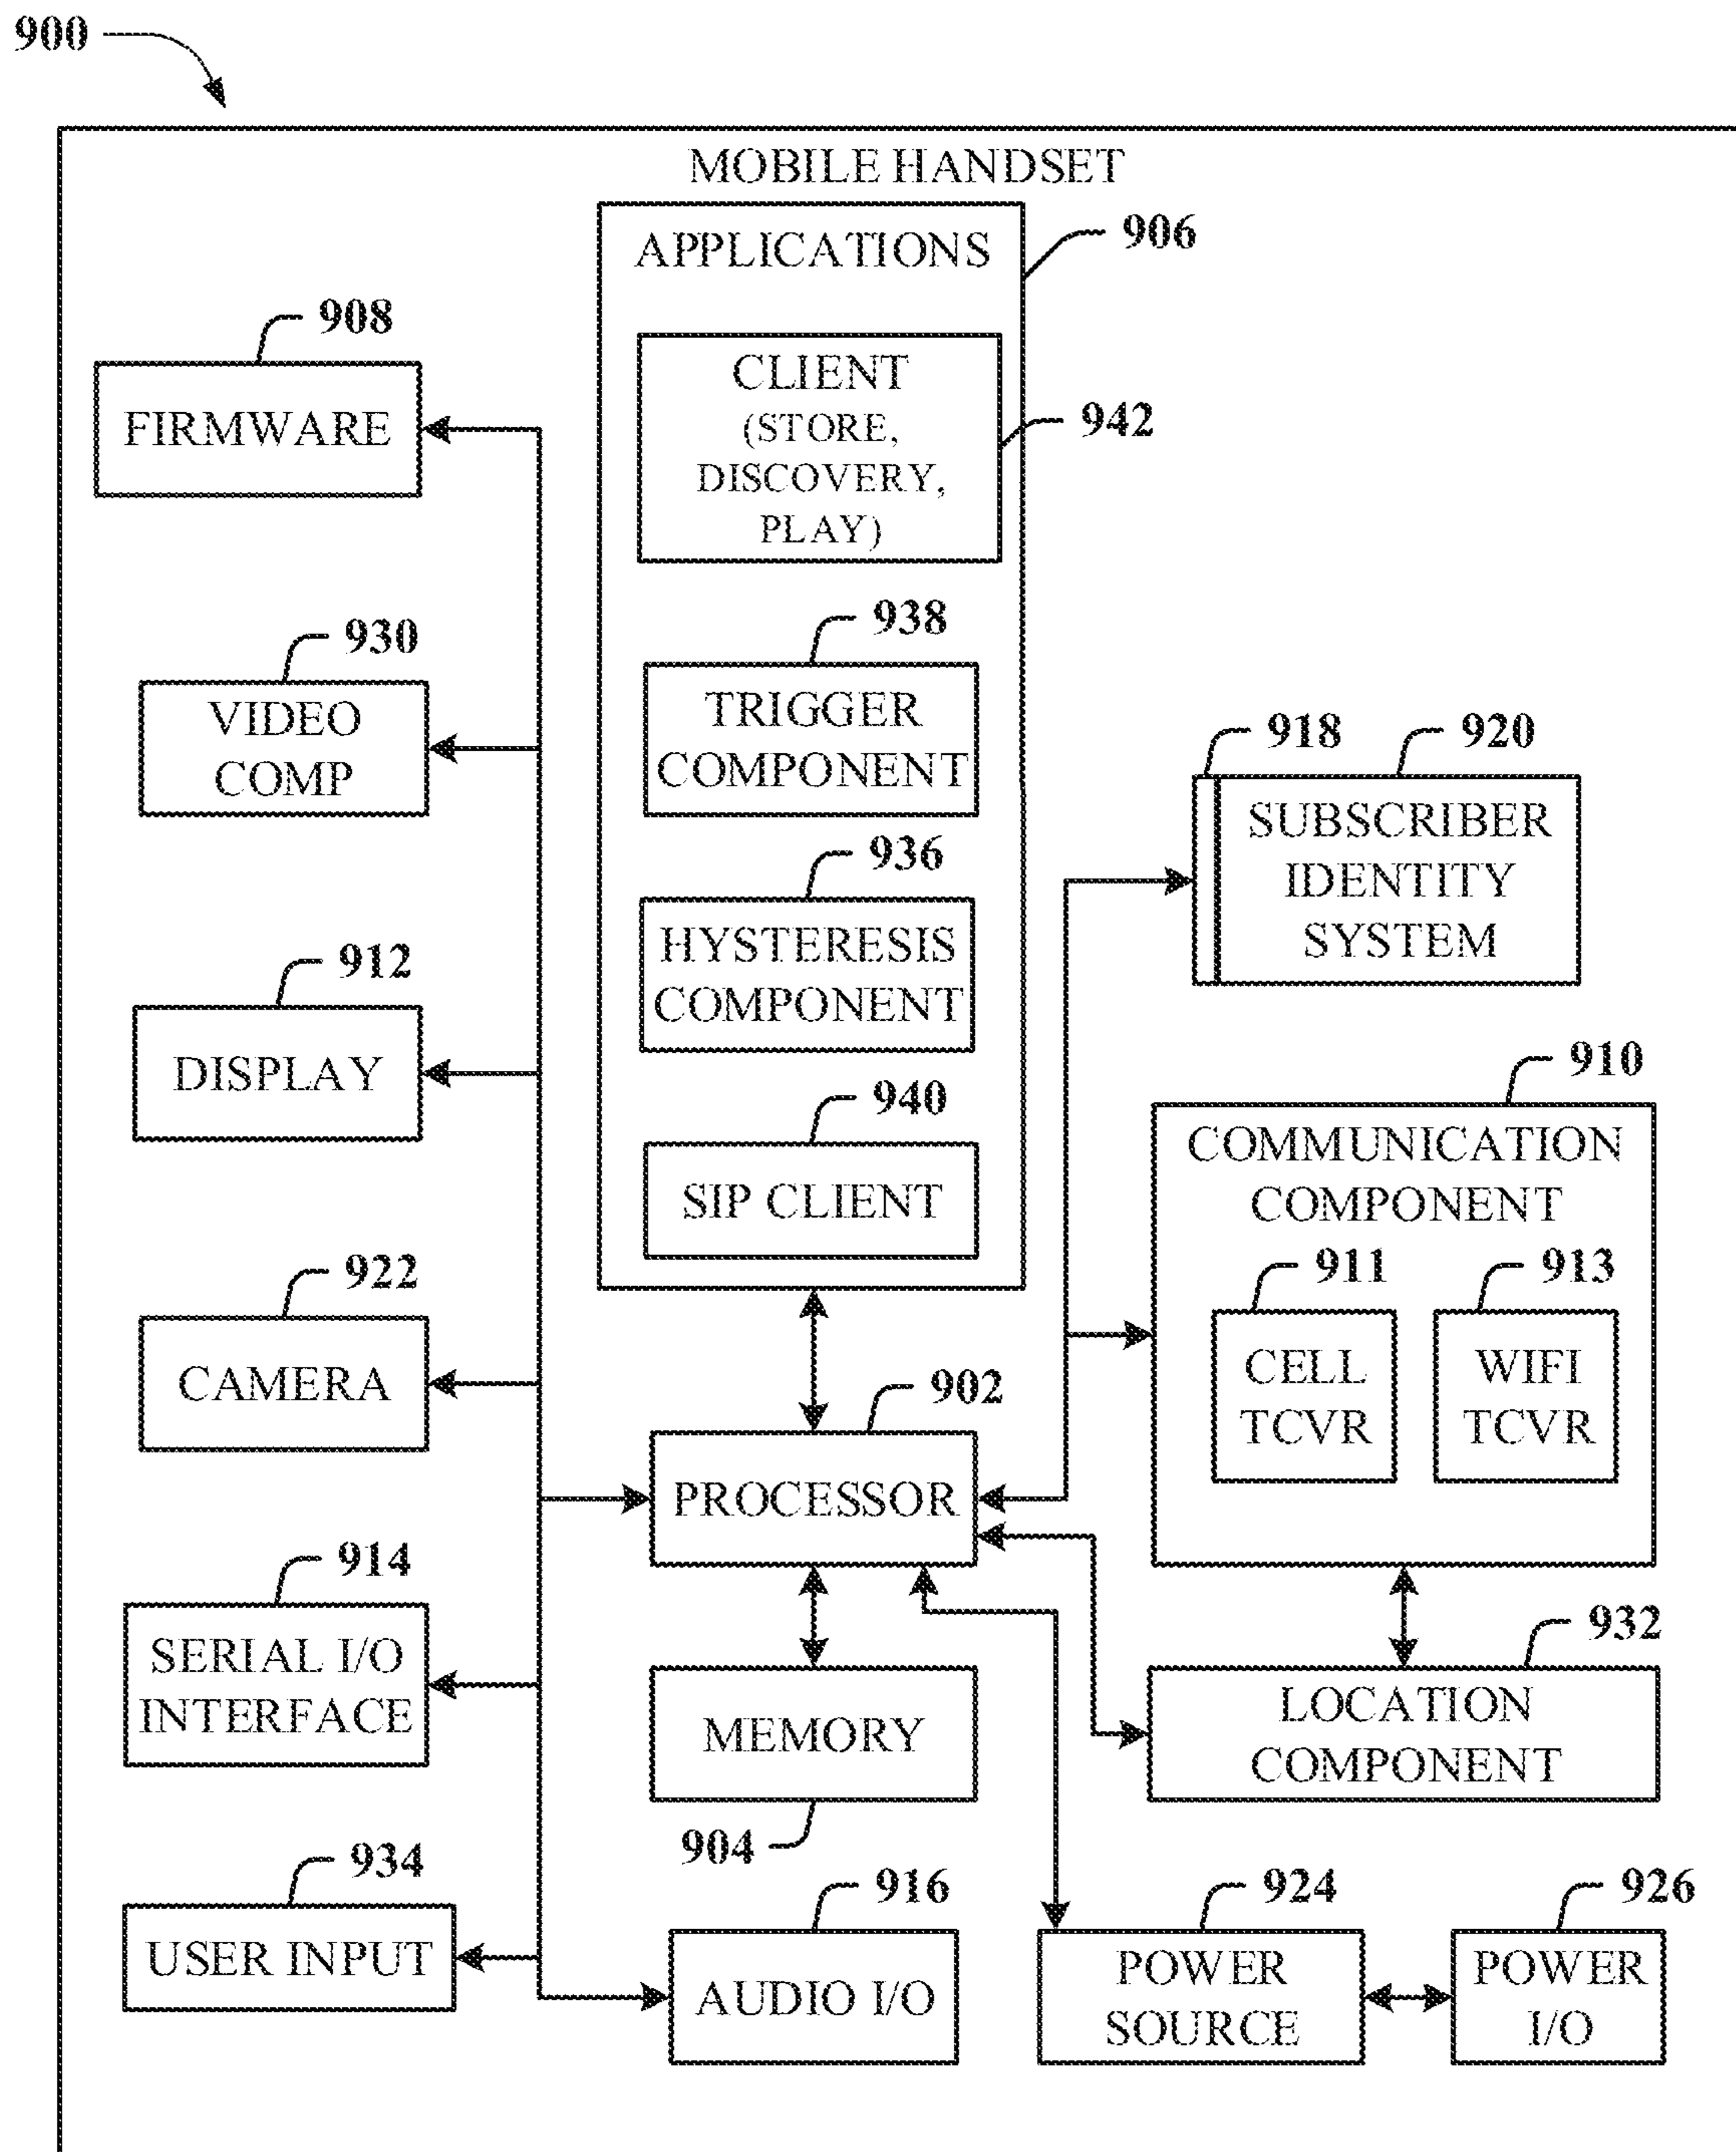 900
MOBILE HANDSET
APPLICATIONS
906
CLIENT
(STORE,
DISCOVERY,
PLAY)
942
908
FIRMWARE
938
TRIGGER
COMPONENT
930
VIDEO
COMP
936
HYSTERESIS
COMPONENT
918
920
SUBSCRIBER
IDENTITY
SYSTEM
912
DISPLAY
940
SIP CLIENT
910
COMMUNICATION
COMPONENT
911
CELL
TCVR
913
WIFI
TCVR
922
CAMERA
902
PROCESSOR
914
SERIAL I/O
INTERFACE
MEMORY
904
932
LOCATION
COMPONENT
934
USER INPUT
916
AUDIO I/O
924
POWER
SOURCE
926
POWER
I/O